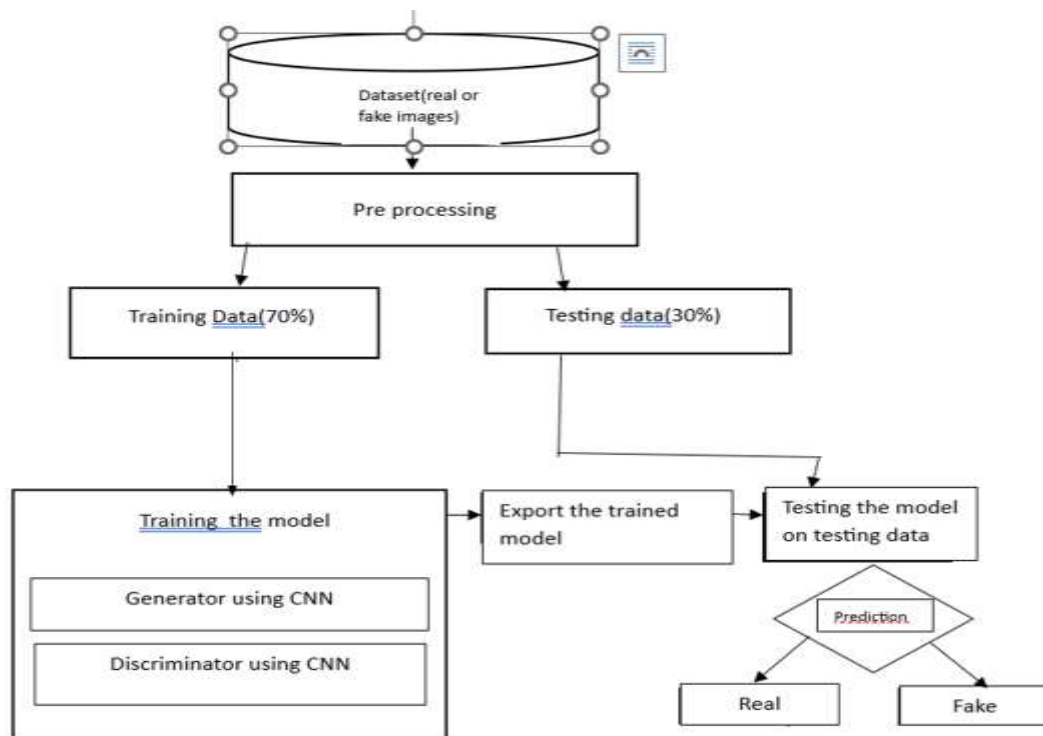 Dataset(real or
fake images)
Pre processing
Training Data(70%)
Testing data(30%)
Training the model
Generator using CNN
Discriminator using CNN
Export the trained
model
Testing the model
on testing data
Prediction
Real
Fake